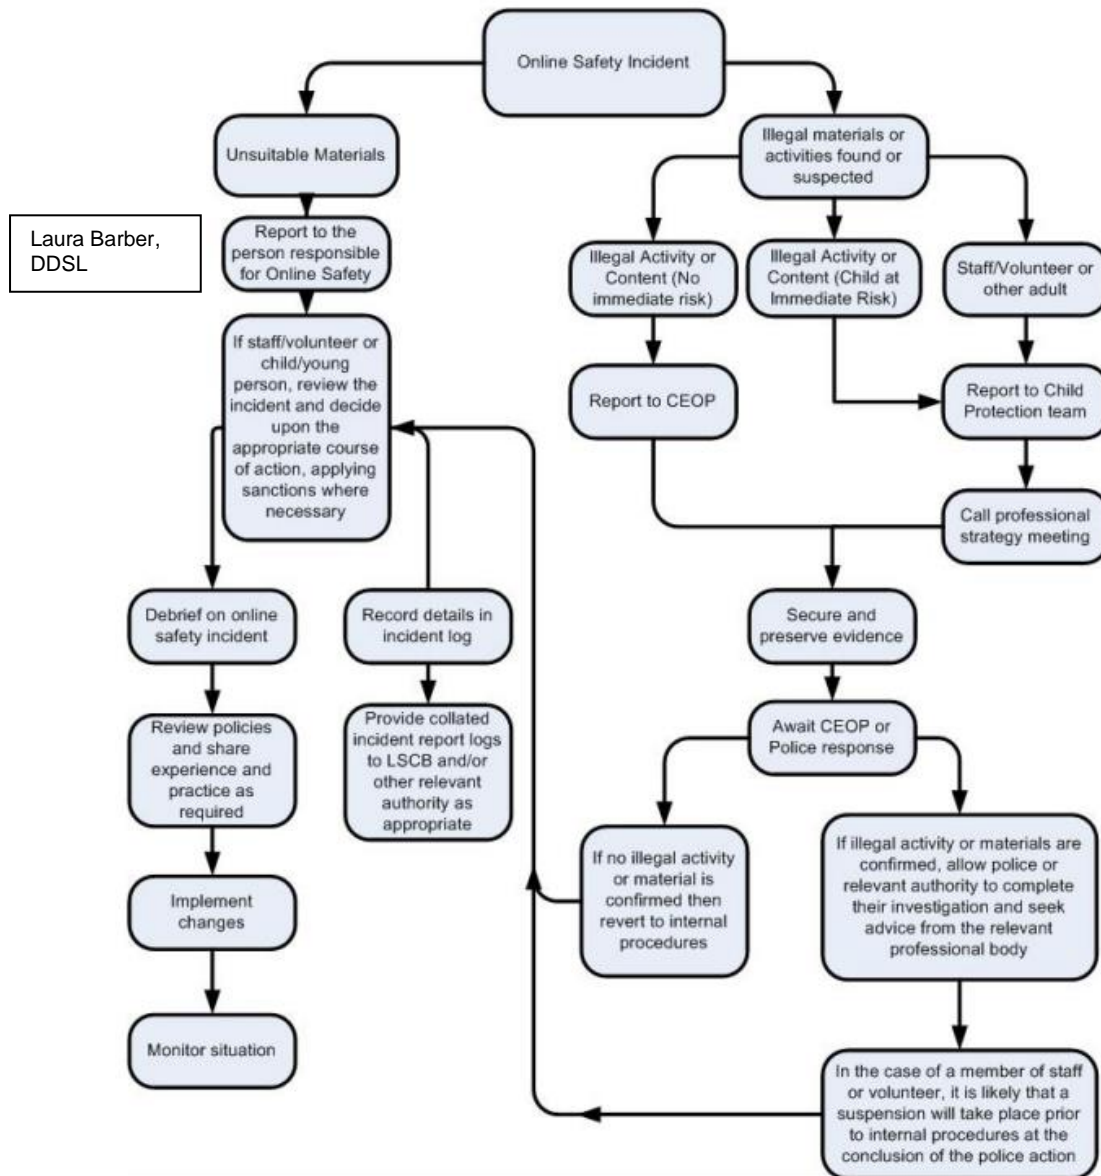 Online Safety Incident
Unsuitable Materials
Illegal materials or
activities found or
suspected
Laura Barber,
DDSL
Report to the
person responsible
for Online Safety
Illegal Activity or
Content (No
immediate risk)
Illegal Activity or
Content (Child at
Immediate Risk)
Staff/Volunteer or
other adult
If staff/volunteer or
child/young
person, review the
incident and decide
upon the
appropriate course
of action, applying
sanctions where
necessary
Report to CEOP
Report to Child
Protection team
Call professional
strategy meeting
Debrief on online
safety incident
Record details in
incident log
Secure and
preserve evidence
Review policies
and share
experience and
practice as
required
Provide collated
incident report logs
to LSCB and/or
other relevant
authority as
appropriate
Await CEOP or
Police response
If no illegal activity
or material is
confirmed then
revert to internal
procedures
If illegal activity or materials are
confirmed, allow police or
relevant authority to complete
their investigation and seek
advice from the relevant
professional body
Implement
changes
Monitor situation
In the case of a member of staff
or volunteer, it is likely that a
suspension will take place prior
to internal procedures at the
conclusion of the police action